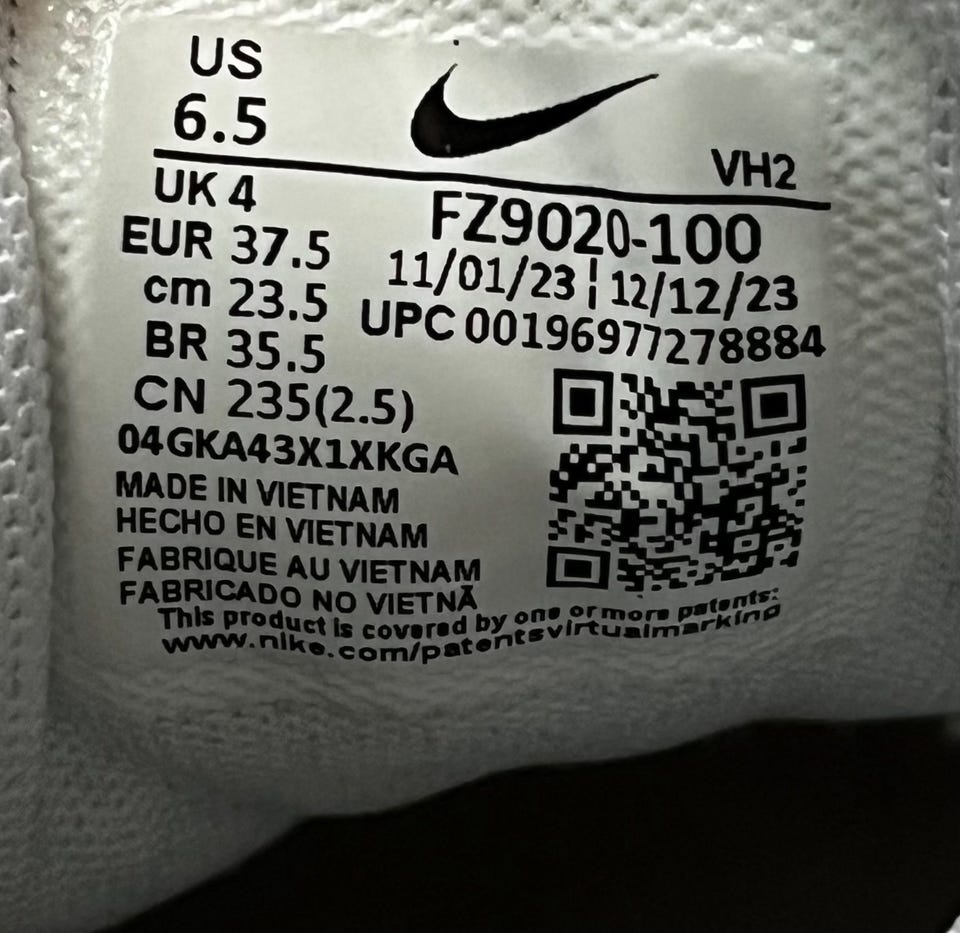 US
6.5
VH2
UK 4
FZ9020-100
EUR 37.5
11/01/23 ¦ 12/12/23
cm 23.5
UPC 00196977278884
BR 35.5
CN 235(2.5)
04GKA43X1XKGA
MADE IN VIETNAM
HECHO EN VIETNAM
FABRIQUE AU VIETNAM
FABRICADO NO VIETNÃ
This product is covered by one or more patents:
www.nike.com/patentsvirtualmarking